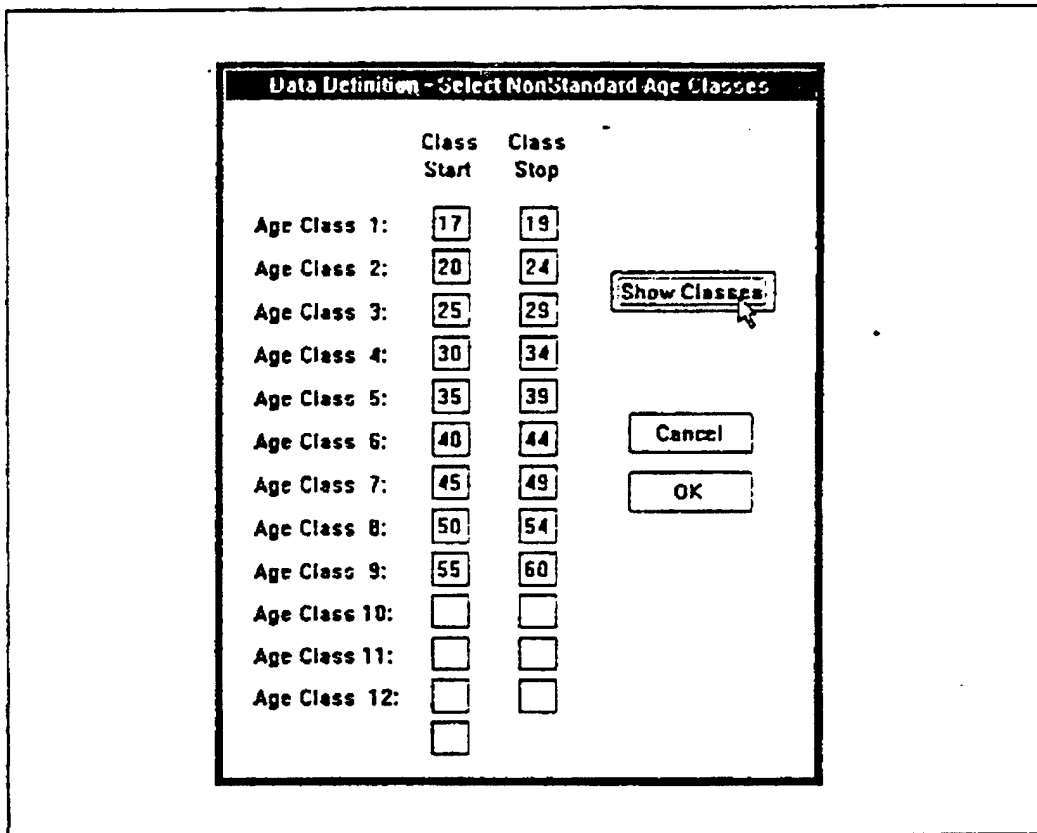 Data Definition - Select NonStandard Age Classes
Class Class
Start Stop
Age Class 1: 17 19
Age Class 2: 20 24
Show Classes
Age Class 3: 25 29
Age Class 4: 30 34
Age Class 5: 35 39
Age Class 6: 40 44
Cancel
Age Class 7: 45 49
OK
Age Class 8: 50 54
Age Class 9: 55 60
Age Class 10:
Age Class 11:
Age Class 12: